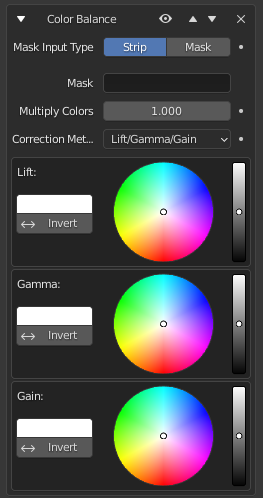 Color Balance
Mask Input Type Strip Mask
Mask
Multiply Colors 1.000
Correction Met... Lift/Gamma/Gain
Lift:
Invert
Gamma:
Invert
Gain:
Invert